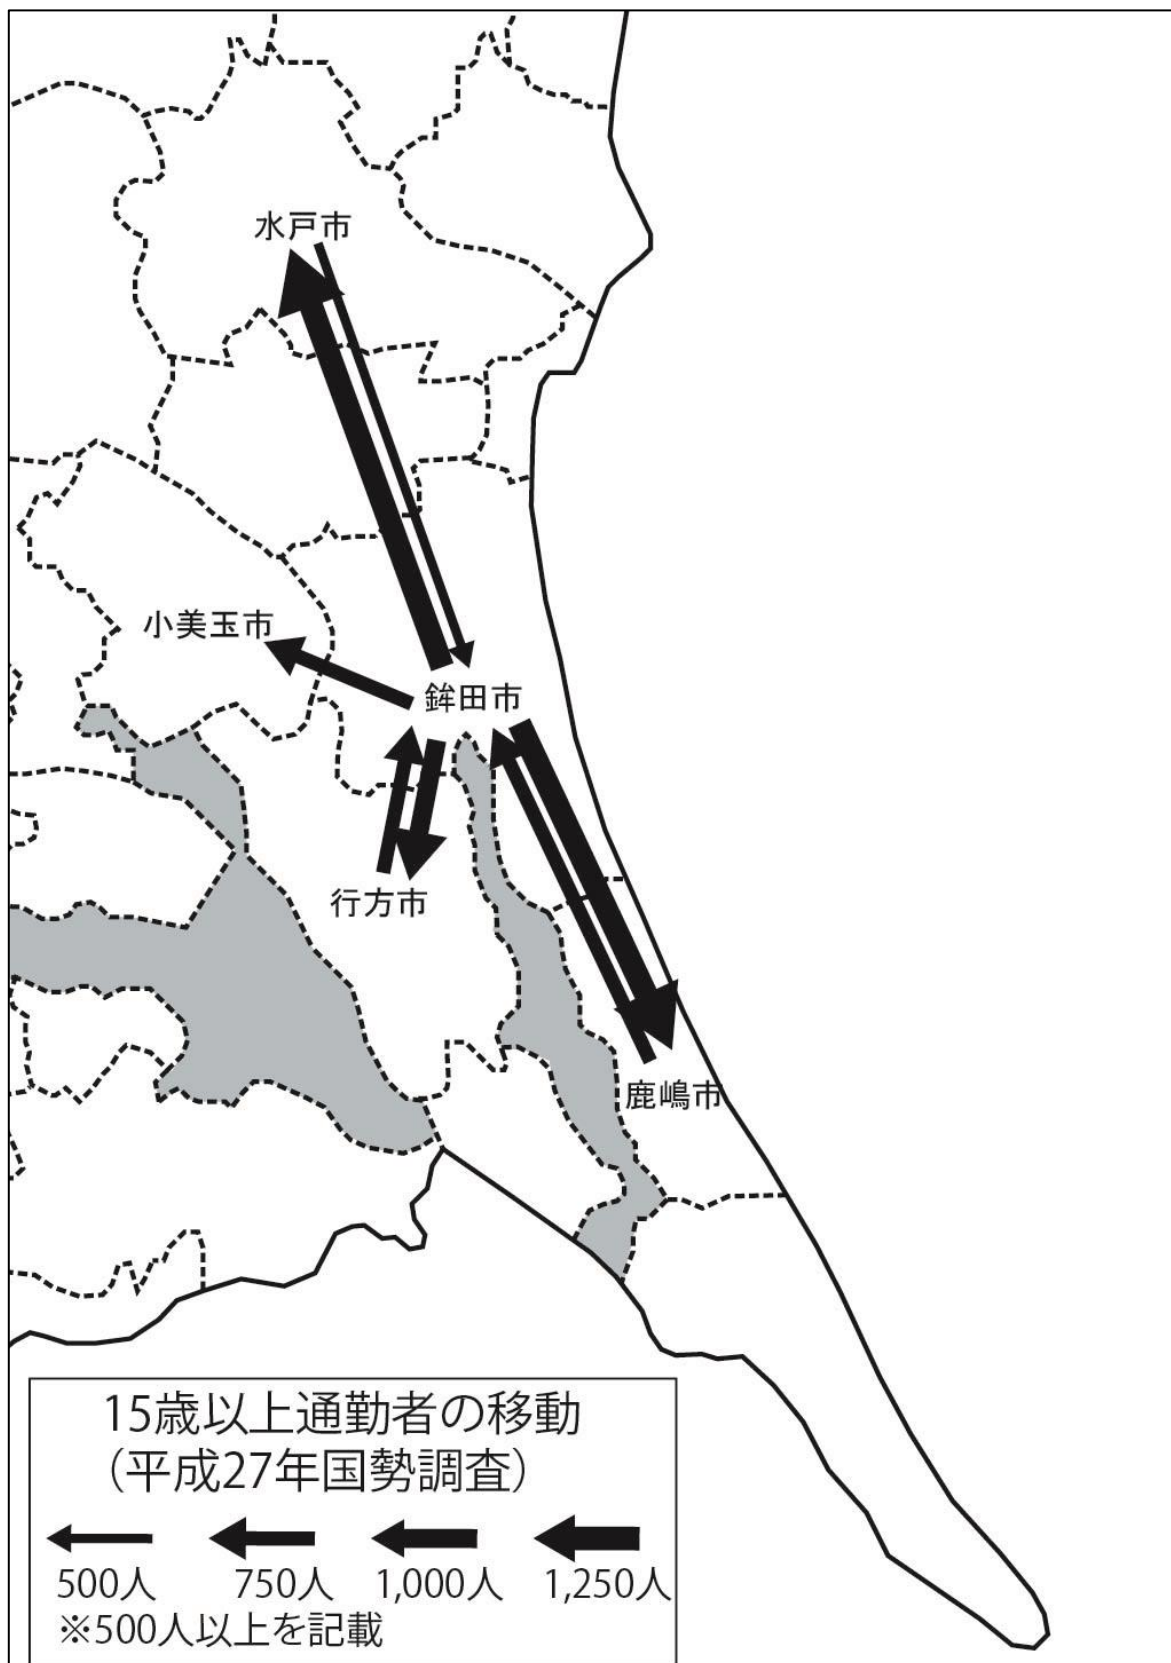 水戸市
小美玉市
鉾田市
行方市
鹿嶋市
15歳以上通勤者の移動
（平成27年国勢調査）
500人 750人 1,000人 1,250人
※500人以上を記載